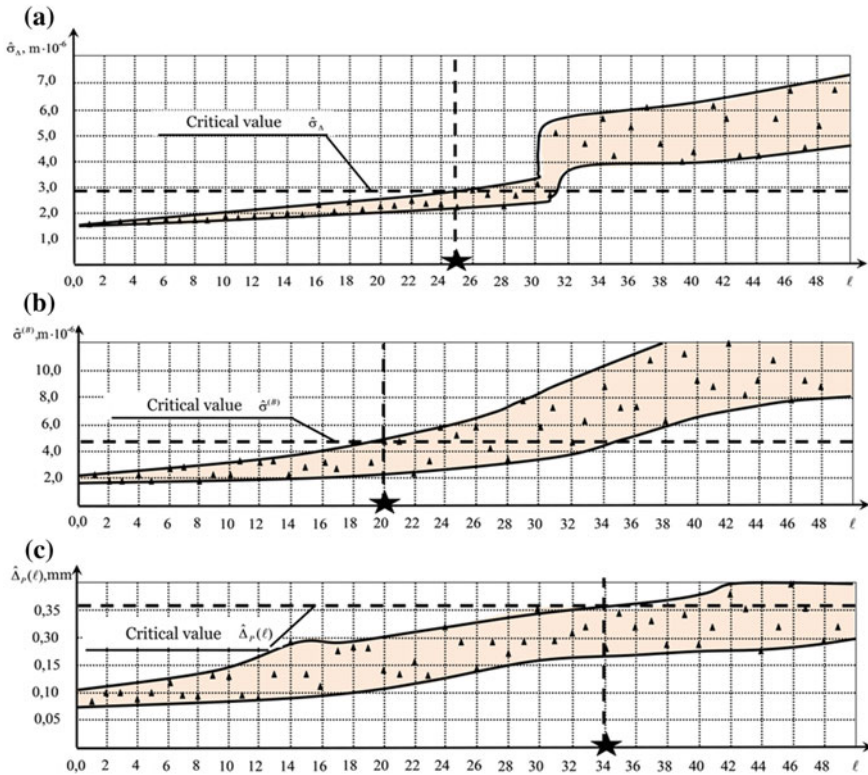 (a)
σ̂_Λ, m·10⁻⁶
7,0
6,0
Critical value σ̂_Λ
5,0
4,0
3,0
2,0
1,0
0,0 2 4 6 8 10 12 14 16 18 20 22 24 26 28 30 32 34 36 38 40 42 44 46 48 ℓ
(b)
σ̂⁽ᴮ⁾, m·10⁻⁶
10,0
8,0
Critical value σ̂⁽ᴮ⁾
6,0
4,0
2,0
0,0 2 4 6 8 10 12 14 16 18 20 22 24 26 28 30 32 34 36 38 40 42 44 46 48 ℓ
(c)
Δ̂_P(ℓ), mm
0,35
0,30
Critical value Δ̂_P(ℓ)
0,15
0,10
0,05
0,0 2 4 6 8 10 12 14 16 18 20 22 24 26 28 30 32 34 36 38 40 42 44 46 48 ℓ